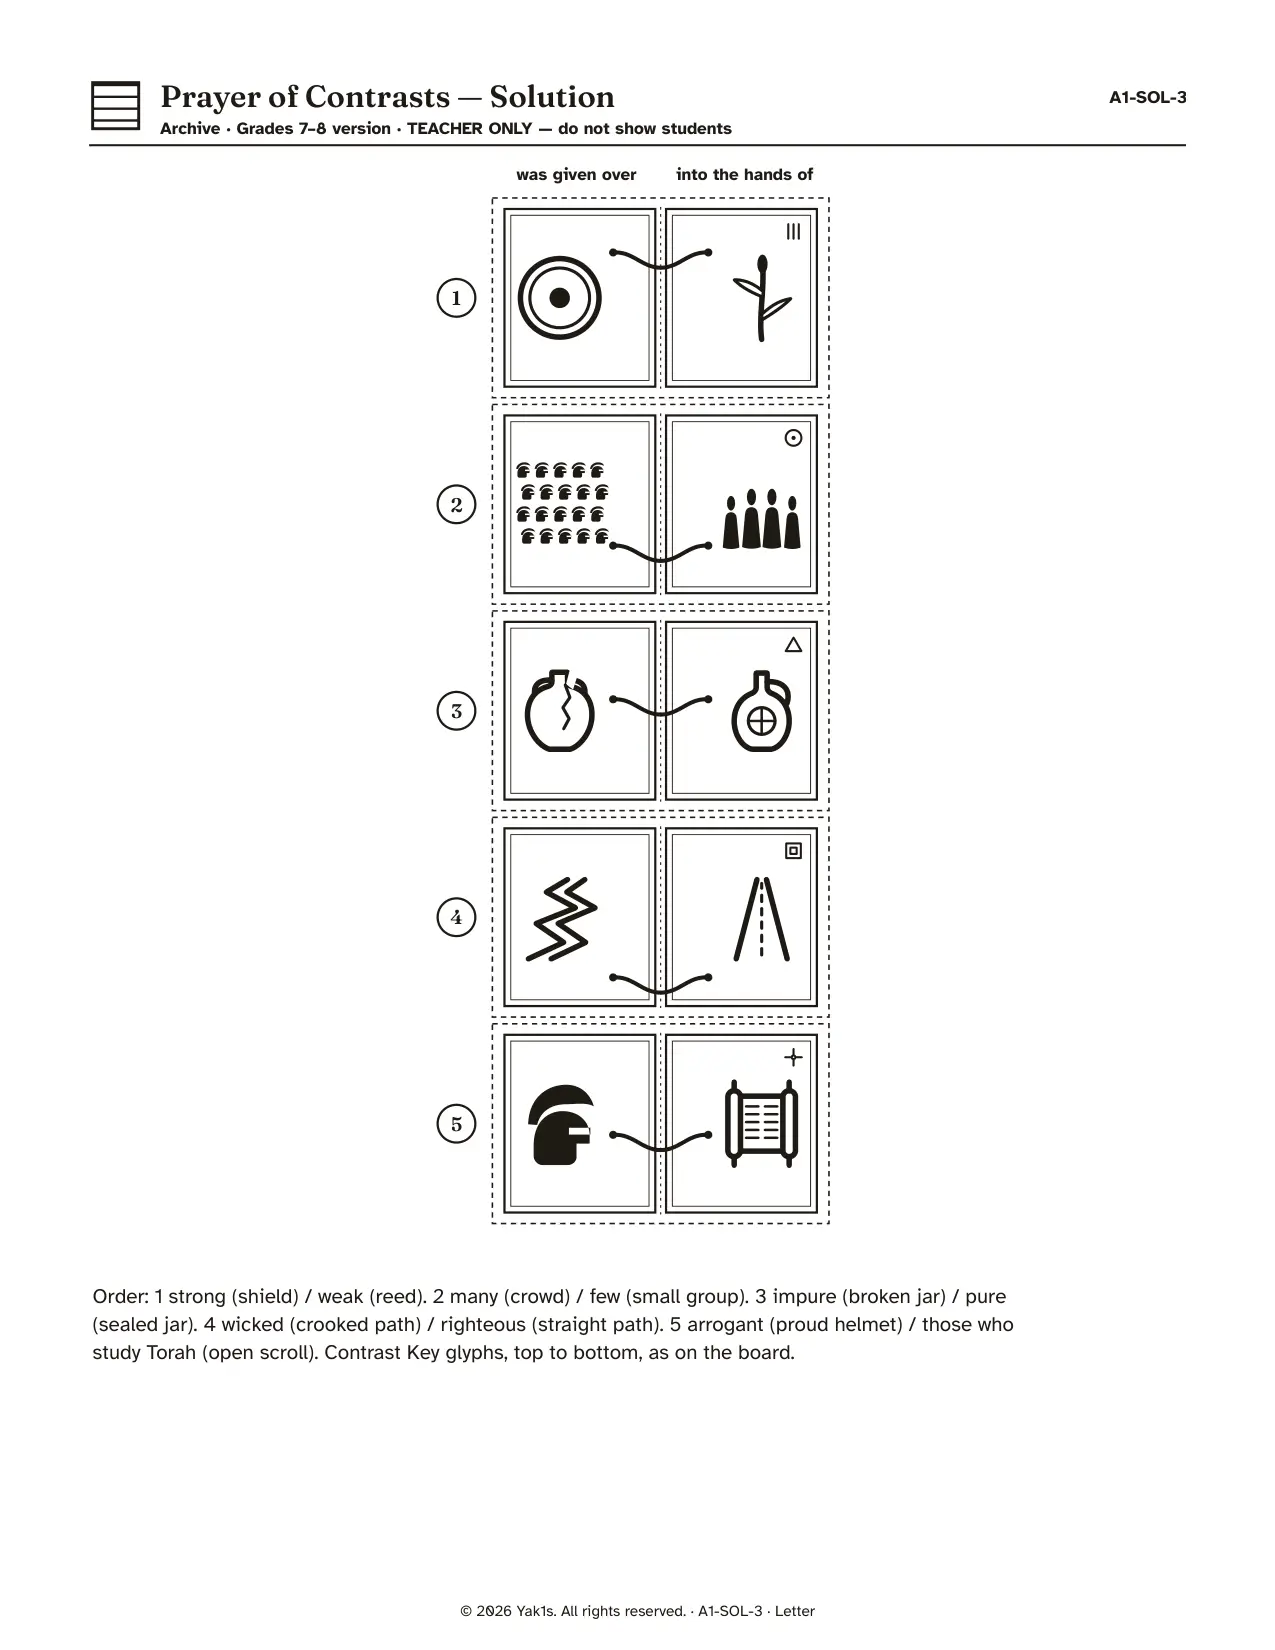 Prayer of Contrasts — Solution
A1-SOL-3
Archive · Grades 7–8 version · TEACHER ONLY — do not show students
was given over into the hands of
1
2
3
4
5
Order: 1 strong (shield) / weak (reed). 2 many (crowd) / few (small group). 3 impure (broken jar) / pure
(sealed jar). 4 wicked (crooked path) / righteous (straight path). 5 arrogant (proud helmet) / those who
study Torah (open scroll). Contrast Key glyphs, top to bottom, as on the board.
© 2026 Yak1s. All rights reserved. · A1-SOL-3 · Letter